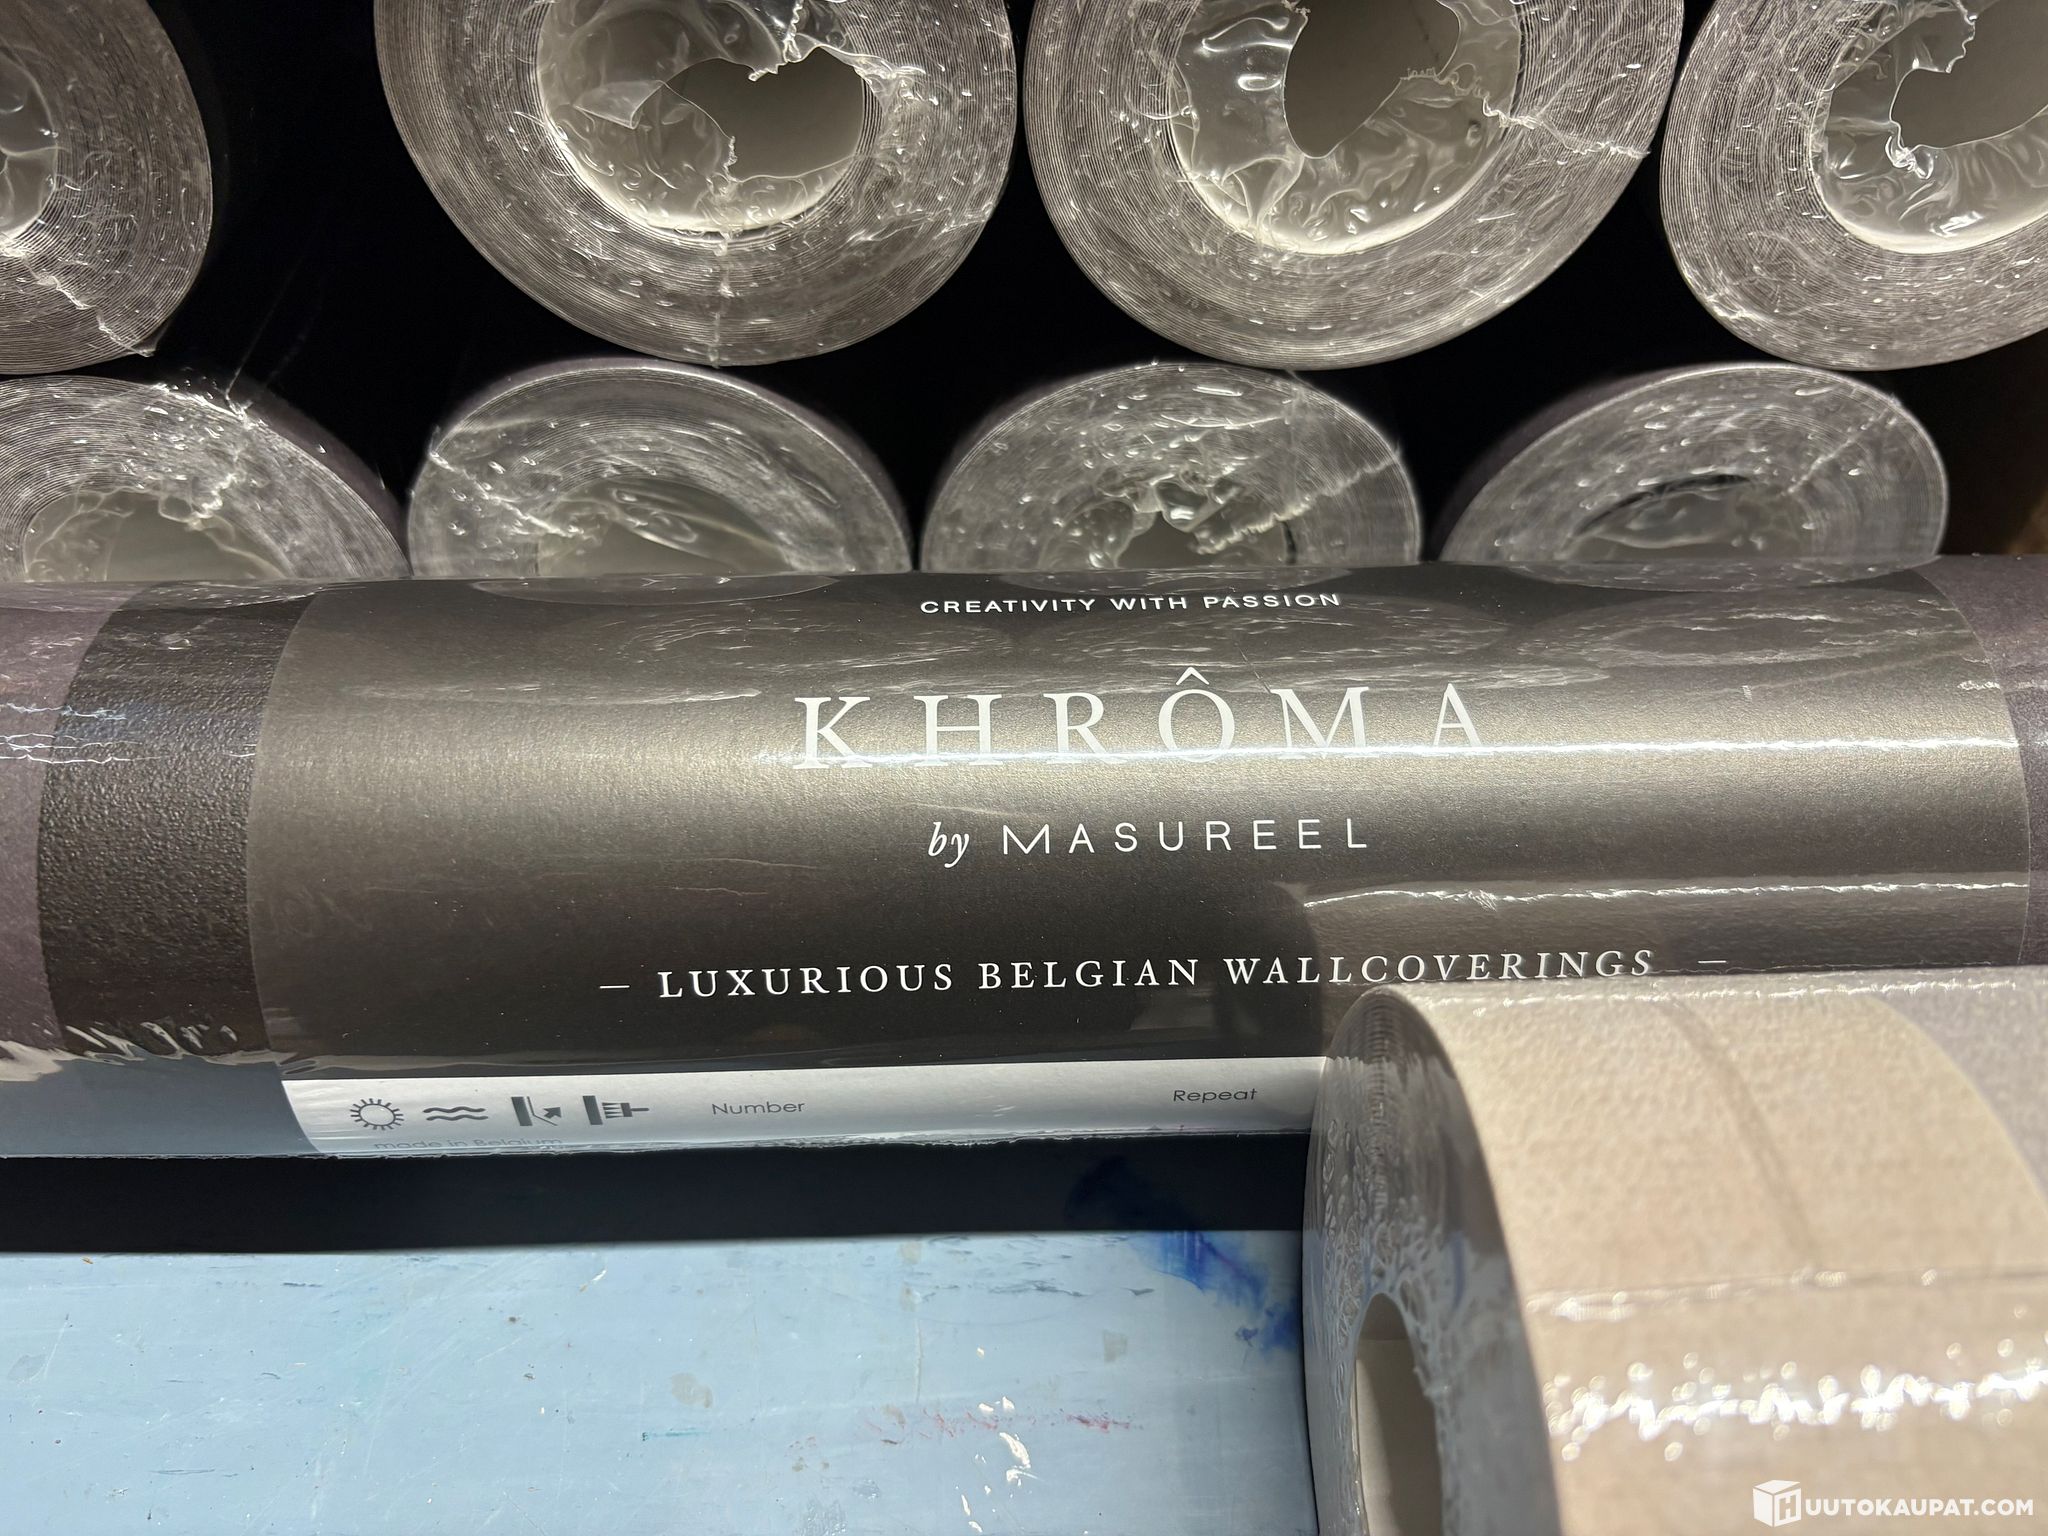 CREATIVITY WITH PASSION
KHRÔMA
by MASUREEL
— LUXURIOUS BELGIAN WALLCOVERINGS —
Number Repeat
made in Belgium
HUUTOKAUPAT.COM